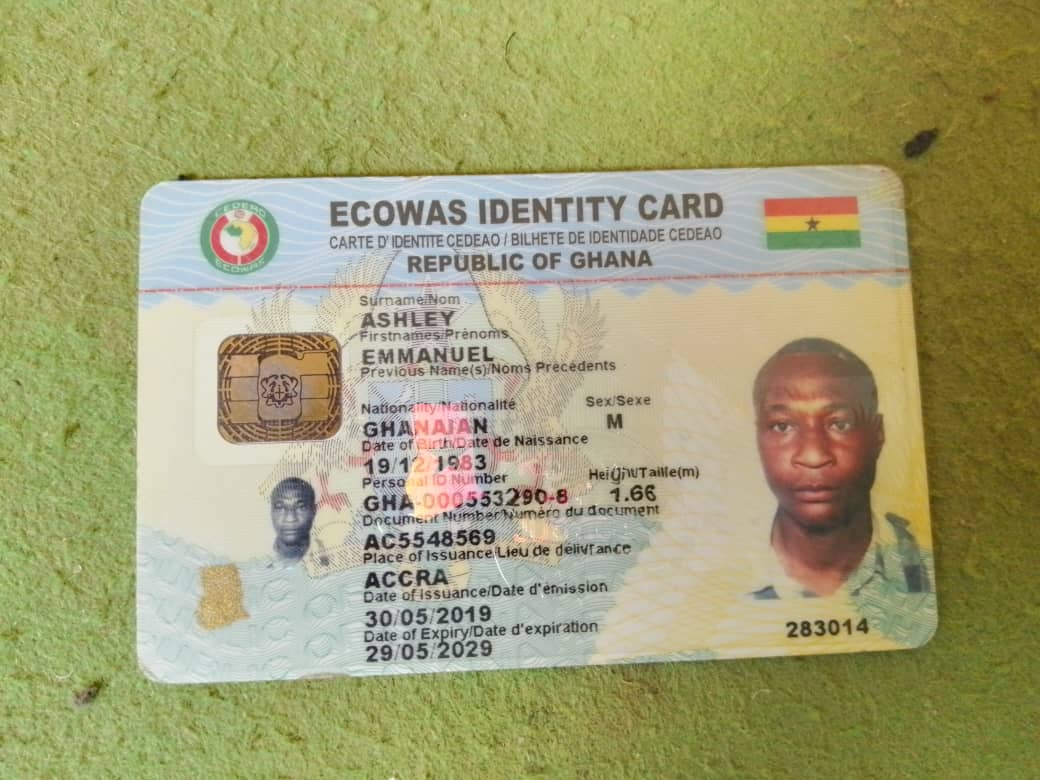 CEDEAO
ECOWAS
ECOWAS IDENTITY CARD
CARTE D' IDENTITE CEDEAO / BILHETE DE IDENTIDADE CEDEAO
REPUBLIC OF GHANA
Surname/Nom
ASHLEY
Firstnames/Prénoms
EMMANUEL
Previous Name(s)/Noms Précédents
Nationality/Nationalité
Sex/Sexe
GHANAIAN
M
Date of Birth/Date de Naissance
19/12/1983
Personal ID Number
Height/Taille(m)
GHA-000553290-8
1.66
Document Number/Numéro du document
AC5548569
Place of Issuance/Lieu de délivrance
ACCRA
Date of Issuance/Date d'émission
30/05/2019
Date of Expiry/Date d'expiration
29/05/2029
283014